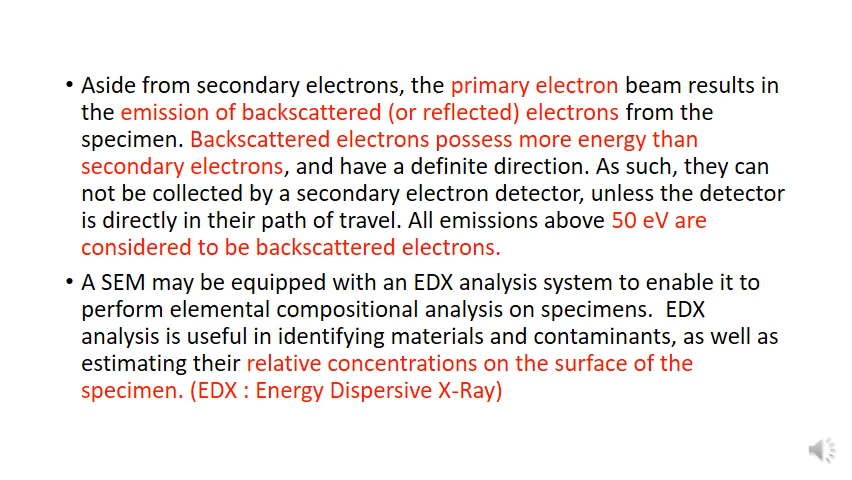 • Aside from secondary electrons, the primary electron beam results in
the emission of backscattered (or reflected) electrons from the
specimen. Backscattered electrons possess more energy than
secondary electrons, and have a definite direction. As such, they can
not be collected by a secondary electron detector, unless the detector
is directly in their path of travel. All emissions above 50 eV are
considered to be backscattered electrons.
• A SEM may be equipped with an EDX analysis system to enable it to
perform elemental compositional analysis on specimens.  EDX
analysis is useful in identifying materials and contaminants, as well as
estimating their relative concentrations on the surface of the
specimen. (EDX : Energy Dispersive X-Ray)